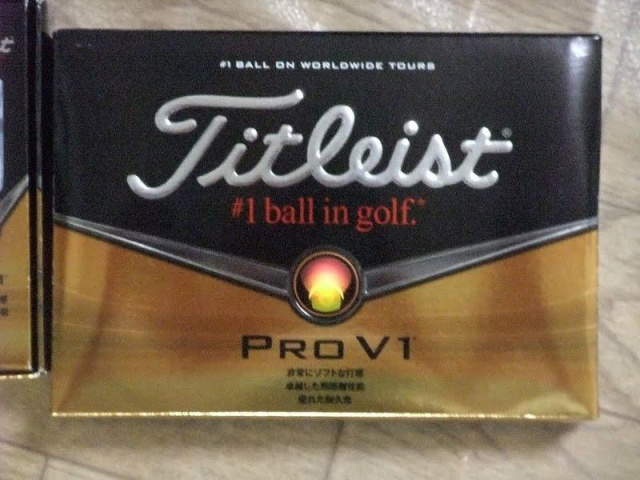 #1 BALL ON WORLDWIDE TOURS
Titleist®
#1 ball in golf.*
PRO V1
非常にソフトな打感
卓越した飛距離性能
優れた耐久性